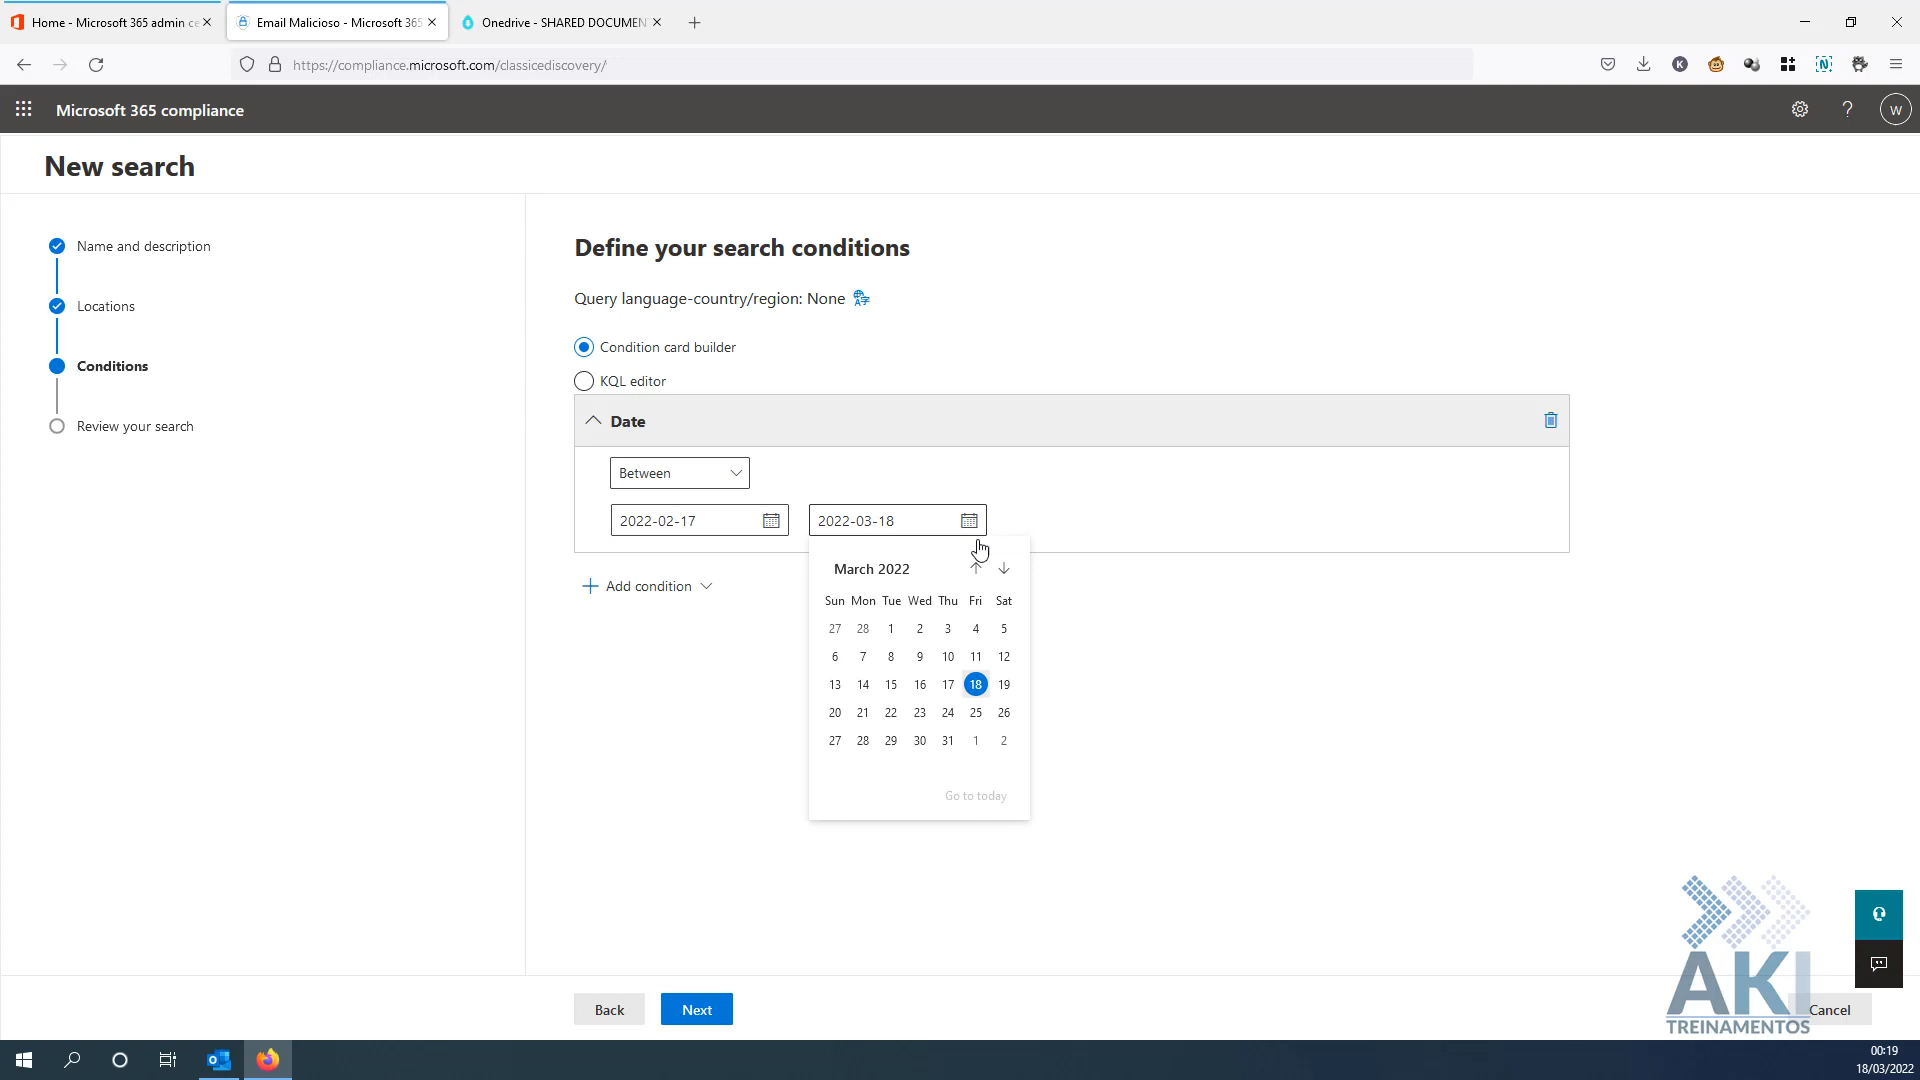 Home - Microsoft 365 admin ce
Email Malicioso - Microsoft 365
Onedrive - SHARED DOCUMEN
https://compliance.microsoft.com/classicediscovery/
K
N
Microsoft 365 compliance
?
W
New search
Name and description
Locations
Conditions
Review your search
Define your search conditions
Query language-country/region: None
Condition card builder
KQL editor
Date
Between
2022-02-17
2022-03-18
March 2022
Sun Mon Tue Wed Thu Fri Sat
27 28 1 2 3 4 5
6 7 8 9 10 11 12
13 14 15 16 17 18 19
20 21 22 23 24 25 26
27 28 29 30 31 1 2
Go to today
Add condition
Back
Next
Cancel
AKI
TREINAMENTOS
00:19
18/03/2022